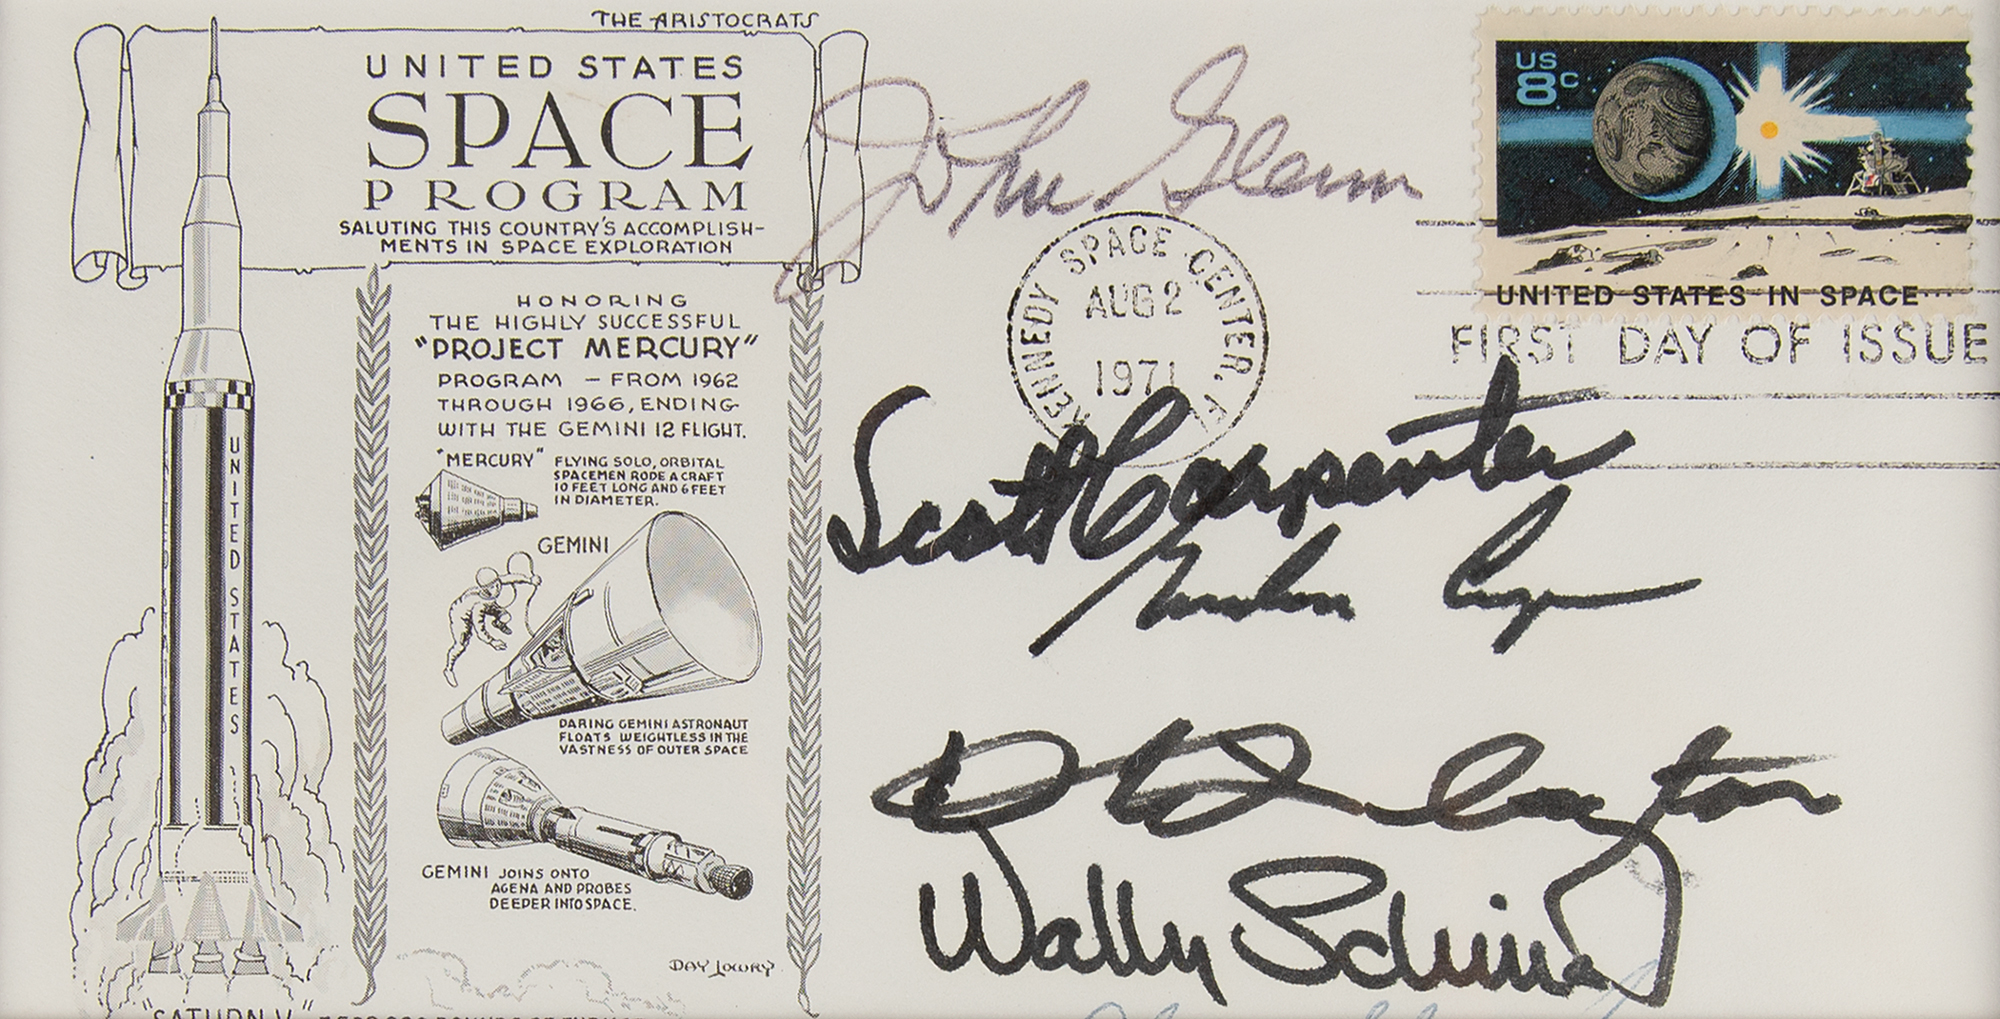 THE ARISTOCRATS
UNITED STATES
SPACE
PROGRAM
SALUTING THIS COUNTRY'S ACCOMPLISH-
MENTS IN SPACE EXPLORATION
HONORING
THE HIGHLY SUCCESSFUL
"PROJECT MERCURY"
PROGRAM — FROM 1962
THROUGH 1966, ENDING
WITH THE GEMINI 12 FLIGHT.
"MERCURY"
FLYING SOLO, ORBITAL
SPACEMEN RODE A CRAFT
10 FEET LONG AND 6 FEET
IN DIAMETER.
GEMINI
DARING GEMINI ASTRONAUT
FLOATS WEIGHTLESS IN THE
VASTNESS OF OUTER SPACE
GEMINI JOINS ONTO
AGENA AND PROBES
DEEPER INTO SPACE.
DAY LOWRY
UNITED STATES
"SATURN V"
John Glenn
KENNEDY SPACE CENTER, F
AUG 2
1971
US
8c
UNITED STATES IN SPACE...
FIRST DAY OF ISSUE
Scott Carpenter
Gordon Cooper
D K Slayton
Wally Schirra